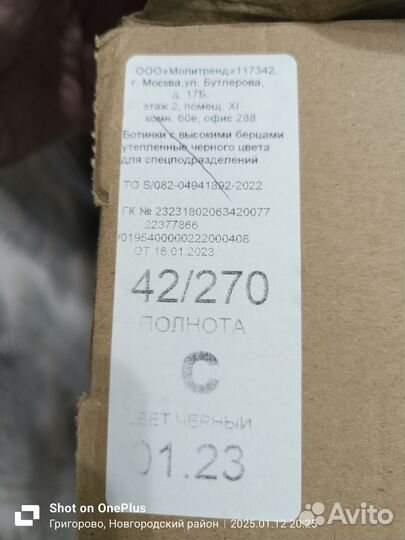 ООО«Молитренд»117342,
г. Москва,ул. Бутлерова,
д. 17Б,
этаж 2, помещ. XI
комн. 60е, офис 288
Ботинки с высокими берцами
утепленные черного цвета
для спецподразделений
ТО В/082-04941892-2022
ГК № 23231802063420077
22377866
/0195400000222000408
ОТ 16.01.2023.
42/270
ПОЛНОТА
С
ЦВЕТ ЧЕРНЫЙ
01.23
Shot on OnePlus
Григорово, Новгородский район | 2025.01.12 20:25
Avito